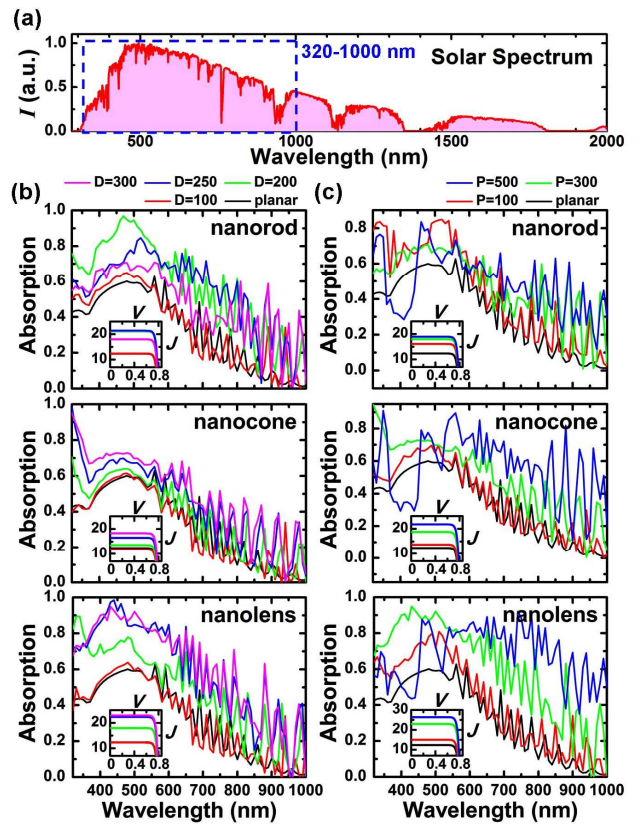 (a)
320-1000 nm
Solar Spectrum
I (a.u.)
1.0
0.5
0.0
500 1000 1500 2000
Wavelength (nm)
D=300 D=250 D=200
D=100 planar
P=500 P=300
P=100 planar
(b)
nanorod
Absorption
1.0
0.8
0.6
0.4
0.2
0.0
V
20
10
J
0 0.4 0.8
nanocone
Absorption
1.0
0.8
0.6
0.4
0.2
0.0
V
20
10
J
0 0.4 0.8
nanolens
Absorption
1.0
0.8
0.6
0.4
0.2
0.0
V
20
10
J
0 0.4 0.8
300 400 500 600 700 800 900 1000
Wavelength (nm)
(c)
nanorod
Absorption
1.0
0.8
0.6
0.4
0.2
0.0
V
20
10
J
0 0.4 0.8
nanocone
Absorption
0.8
0.6
0.4
0.2
0.0
V
20
10
J
0 0.4 0.8
nanolens
Absorption
1.0
0.8
0.6
0.4
0.2
0.0
V
30
20
10
J
0 0.4 0.8
300 400 500 600 700 800 900 1000
Wavelength (nm)